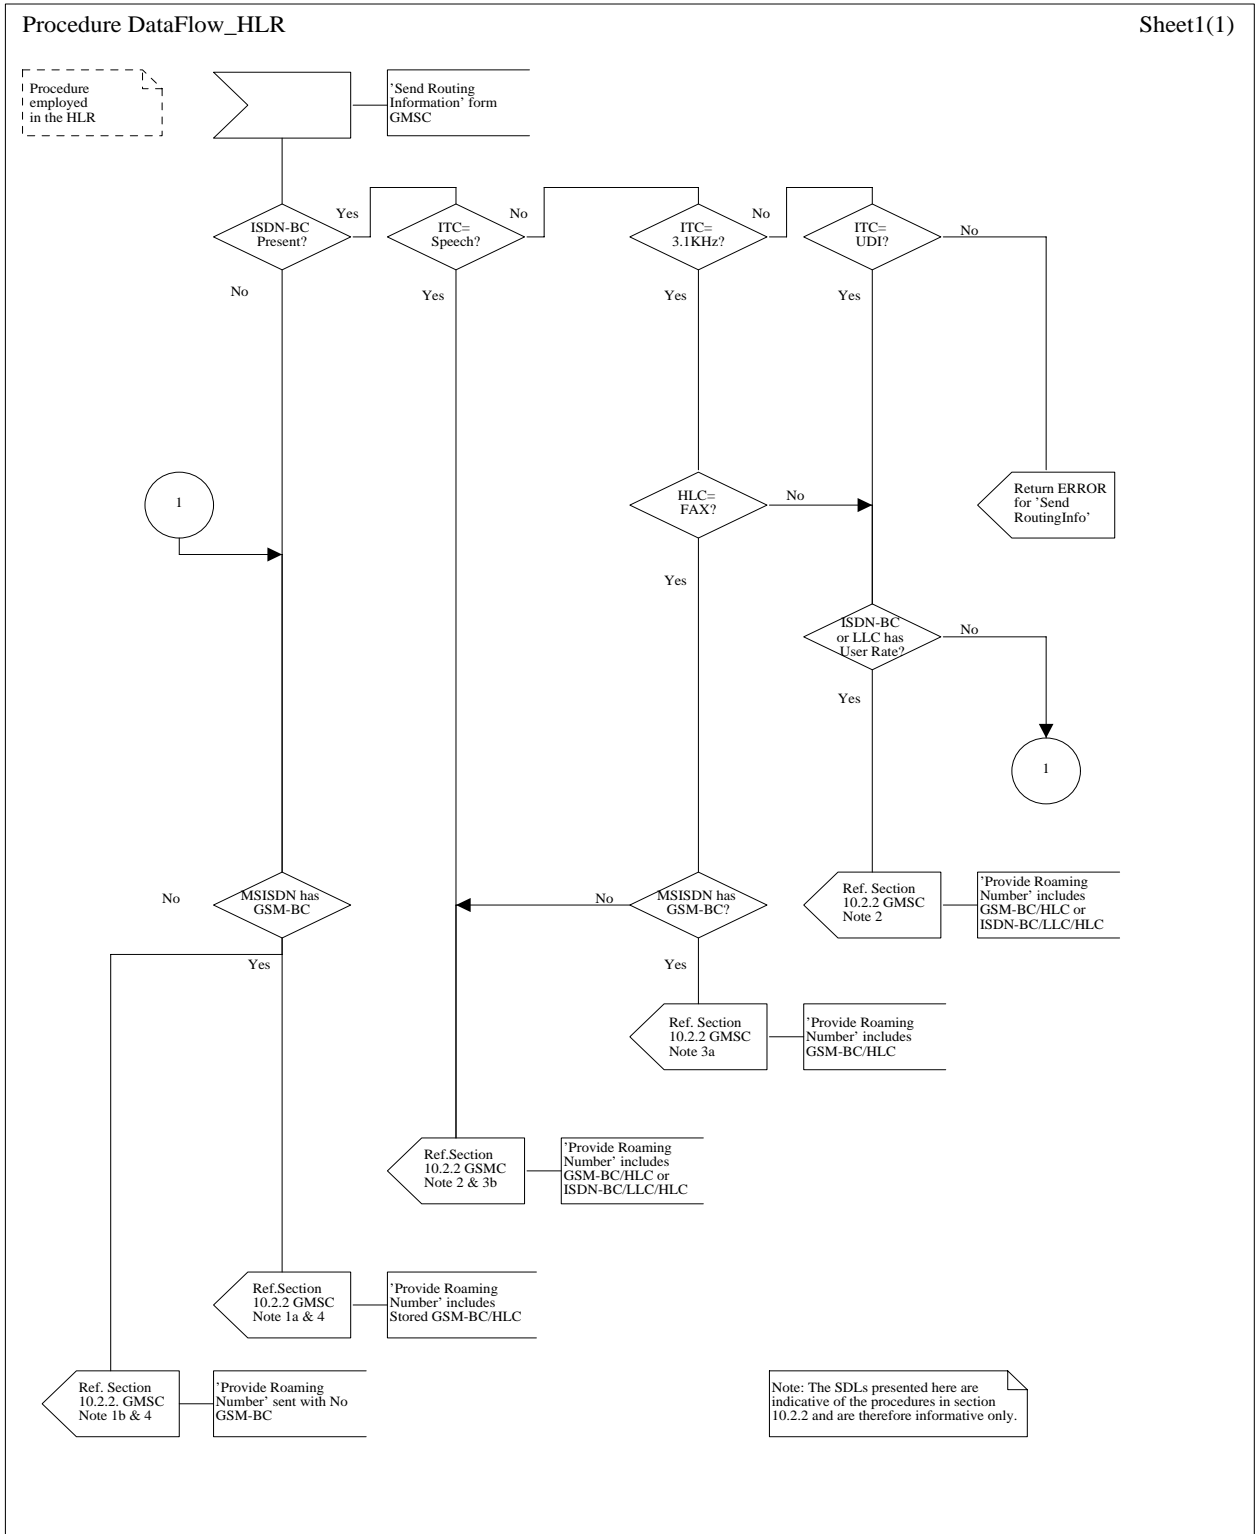 Procedure DataFlow_HLR
Sheet1(1)
Procedure
employed
in the HLR
'Send Routing
Information' form
GMSC
ISDN-BC
Present?
Yes
No
ITC=
Speech?
No
Yes
ITC=
3.1KHz?
No
Yes
ITC=
UDI?
No
Yes
1
HLC=
FAX?
No
Yes
Return ERROR
for 'Send
RoutingInfo'
ISDN-BC
or LLC has
User Rate?
No
Yes
1
No
MSISDN has
GSM-BC
Yes
No
MSISDN has
GSM-BC?
Yes
Ref. Section
10.2.2 GMSC
Note 2
'Provide Roaming
Number' includes
GSM-BC/HLC or
ISDN-BC/LLC/HLC
Ref. Section
10.2.2 GMSC
Note 3a
'Provide Roaming
Number' includes
GSM-BC/HLC
Ref.Section
10.2.2 GSMC
Note 2 & 3b
'Provide Roaming
Number' includes
GSM-BC/HLC or
ISDN-BC/LLC/HLC
Ref.Section
10.2.2 GMSC
Note 1a & 4
'Provide Roaming
Number' includes
Stored GSM-BC/HLC
Ref. Section
10.2.2. GMSC
Note 1b & 4
'Provide Roaming
Number' sent with No
GSM-BC
Note: The SDLs presented here are
indicative of the procedures in section
10.2.2 and are therefore informative only.